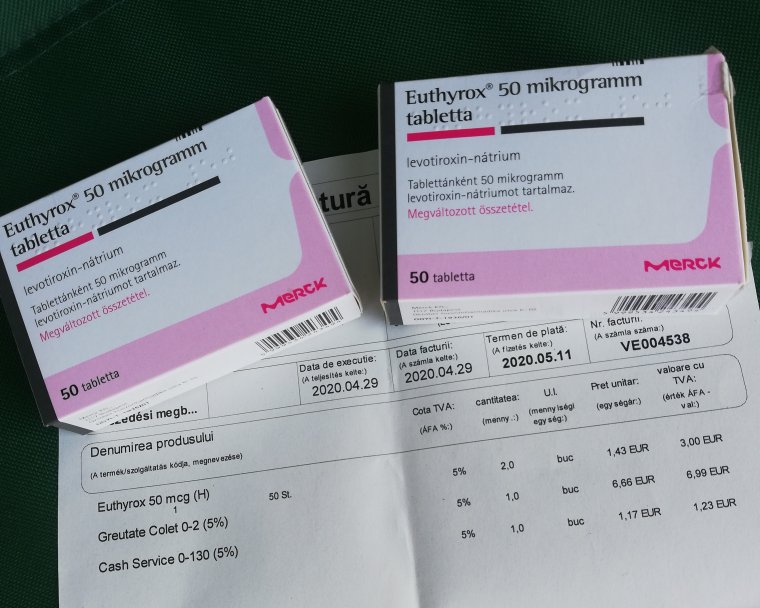 Euthyrox® 50 mikrogramm
tabletta
levotiroxin-nátrium
Tablettánként 50 mikrogramm
levotiroxin-nátriumot tartalmaz.
Megváltozott összetétel.
MERCK
50 tabletta
Euthyrox® 50 mikrogramm
tabletta
levotiroxin-nátrium
Tablettánként 50 mikrogramm
levotiroxin-nátriumot tartalmaz.
Megváltozott összetétel.
MERCK
50 tabletta
tură
zedési megb...
Data de executie:
(A teljesítés kelte:)
2020.04.29
Data facturii:
(A számla kelte:)
2020.04.29
Termen de plată:
(A fizetés kelte:)
2020.05.11
Nr. facturii:
(A számla száma:)
VE004538
Denumirea produsului
(A termék/szolgáltatás kódja, megnevezése)
Cota TVA:
(ÁFA %:)
cantitatea:
(menny .:)
U.I.
(mennyiségi
egység:)
Pret unitar:
(egységár:)
valoare cu
TVA:
(érték ÁFA -
val:)
Euthyrox 50 mcg (H) 50 St. 5% 2,0 buc 1,43 EUR 3,00 EUR
1
Greutate Colet 0-2 (5%) 5% 1,0 buc 6,66 EUR 6,99 EUR
Cash Service 0-130 (5%) 5% 1,0 buc 1,17 EUR 1,23 EUR